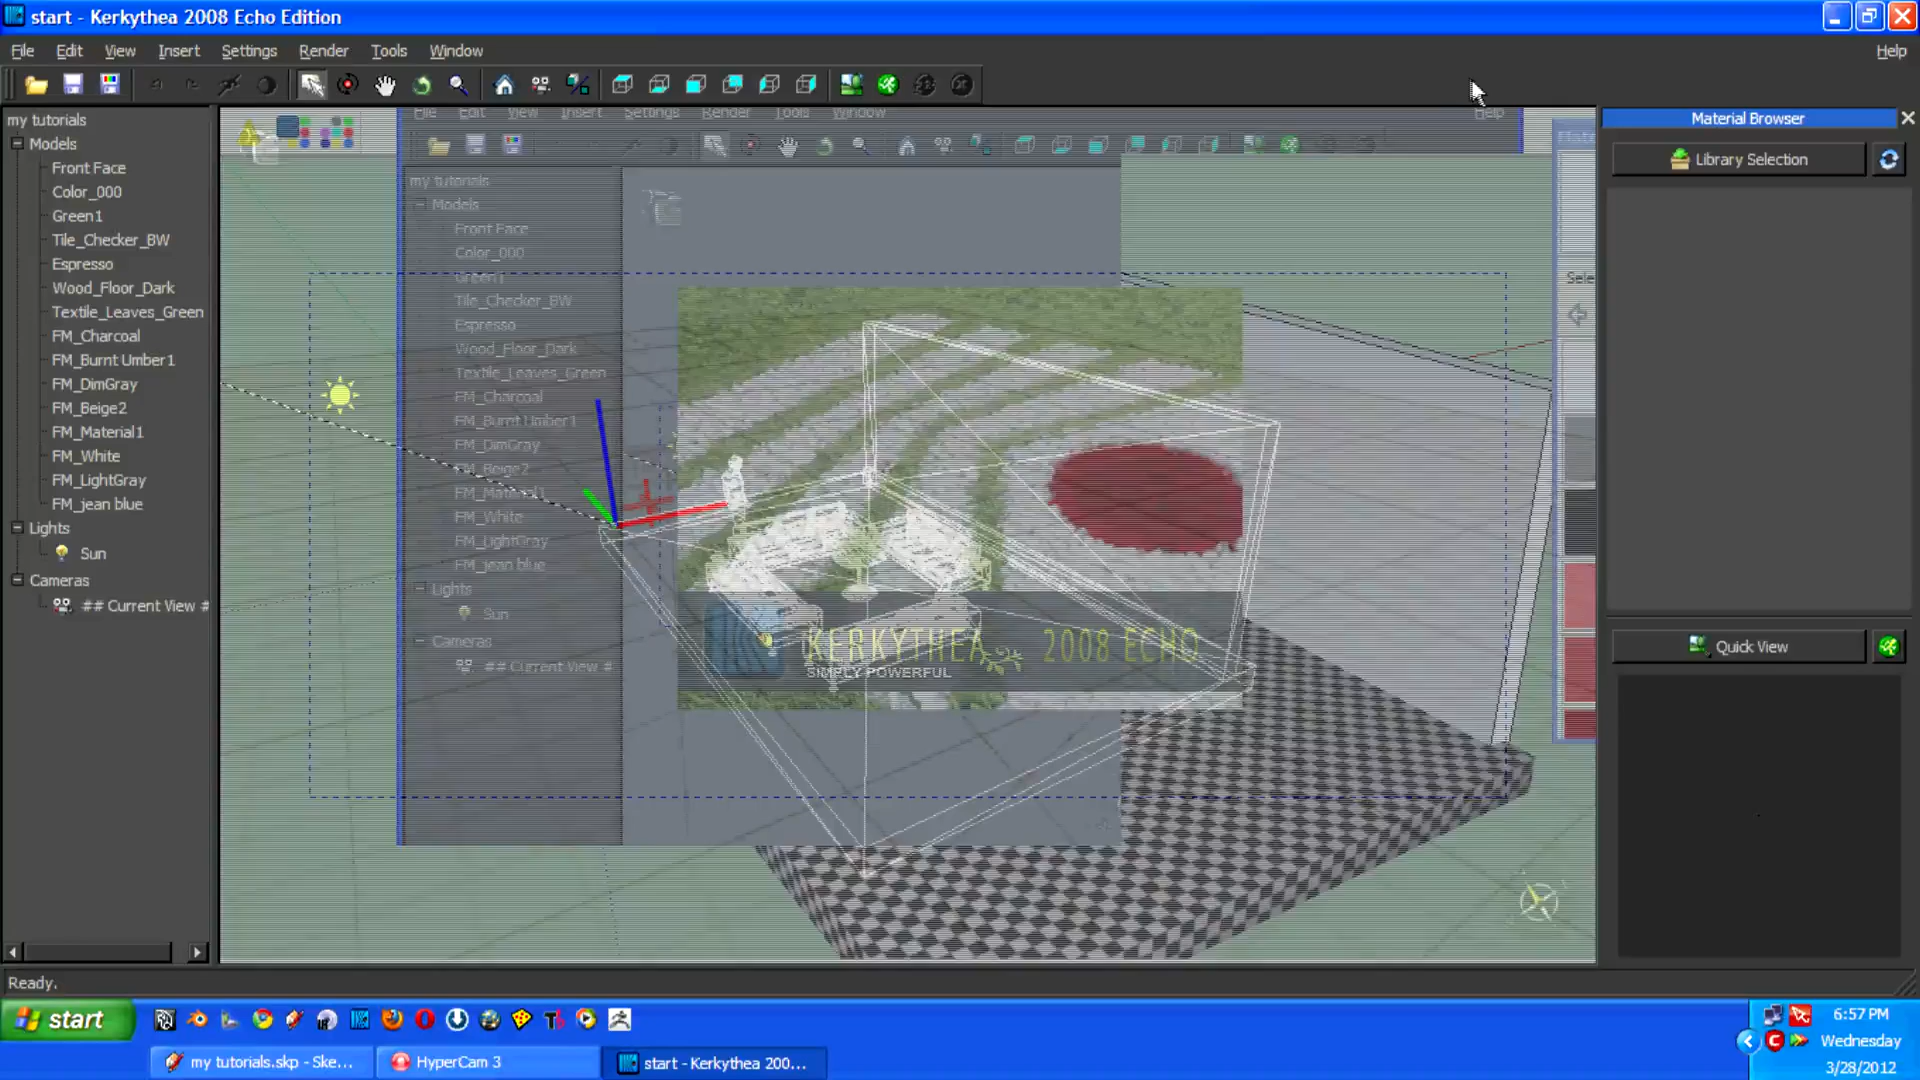 start - Kerkythea 2008 Echo Edition
File Edit View Insert Settings Render Tools Window Help
my tutorials
Models
Front Face
Color_000
Green1
Tile_Checker_BW
Espresso
Wood_Floor_Dark
Textile_Leaves_Green
FM_Charcoal
FM_Burnt Umber1
FM_DimGray
FM_Beige2
FM_Material1
FM_White
FM_LightGray
FM_jean blue
Lights
Sun
Cameras
## Current View #
File Edit View Insert Settings Render Tools Window Help
my tutorials
Models
Front Face
Color_000
Green1
Tile_Checker_BW
Espresso
Wood_Floor_Dark
Textile_Leaves_Green
FM_Charcoal
FM_Burnt Umber1
FM_DimGray
FM_Beige2
FM_Material1
FM_White
FM_LightGray
FM_jean blue
Lights
Sun
Cameras
## Current View #
KERKYTHEA 2008 ECHO
SIMPLY POWERFUL
Material Browser
Library Selection
Quick View
Ready.
start
my tutorials.skp - Ske...
HyperCam 3
start - Kerkythea 200...
6:57 PM
Wednesday
3/28/2012